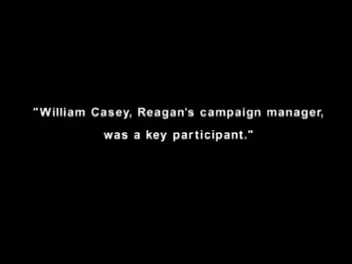 "William Casey, Reagan's campaign manager,
was a key participant."